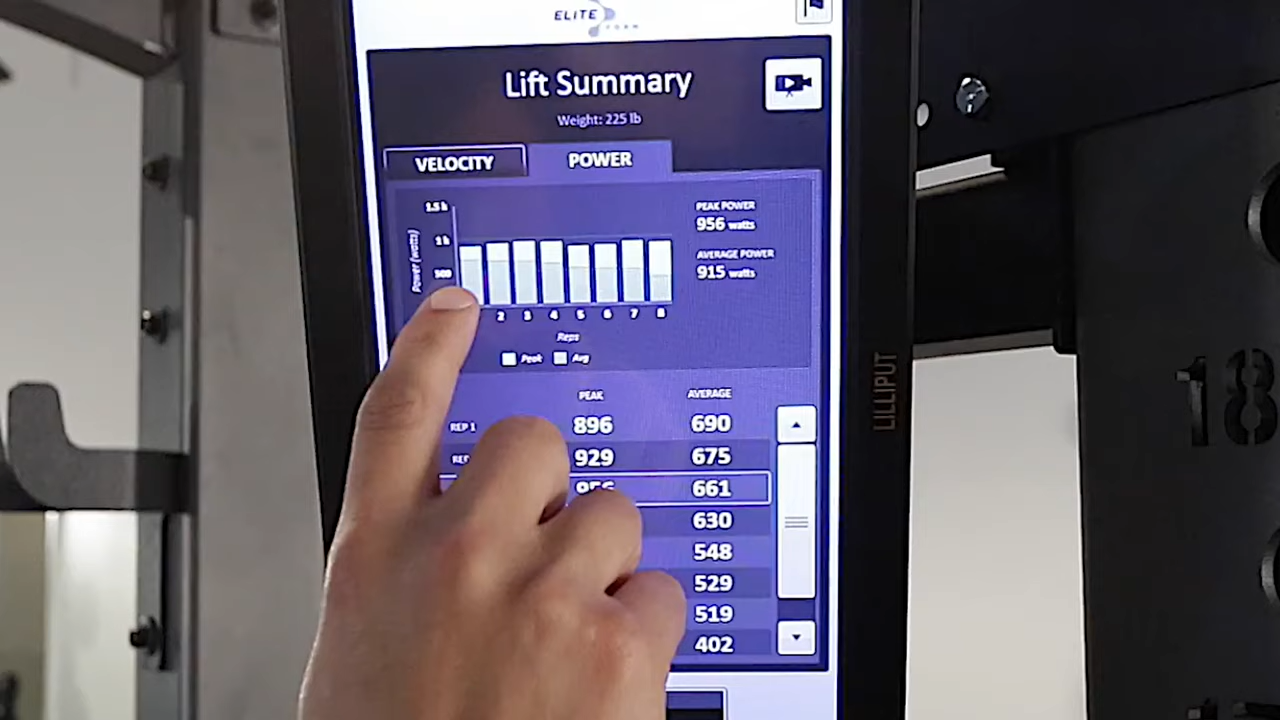 ELITE
FORM
Lift Summary
Weight: 225 lb
VELOCITY
POWER
1.5 k
1 k
500
Power (watts)
2 3 4 5 6 7 8
Reps
Peak Avg
PEAK POWER
956 watts
AVERAGE POWER
915 watts
PEAK AVERAGE
REP 1 896 690
929 675
661
630
548
529
519
402
LILLIPUT
18